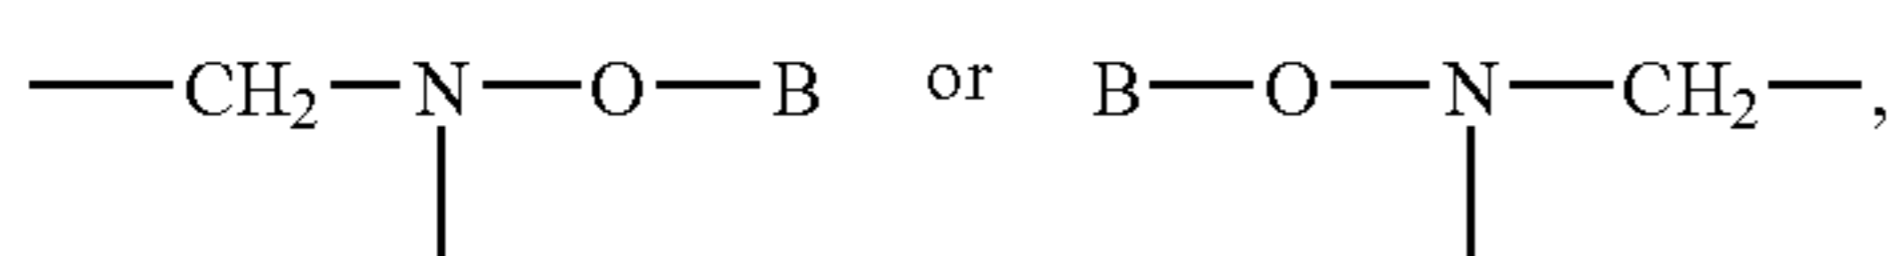 —CH₂—N—O—B or B—O—N—CH₂—,